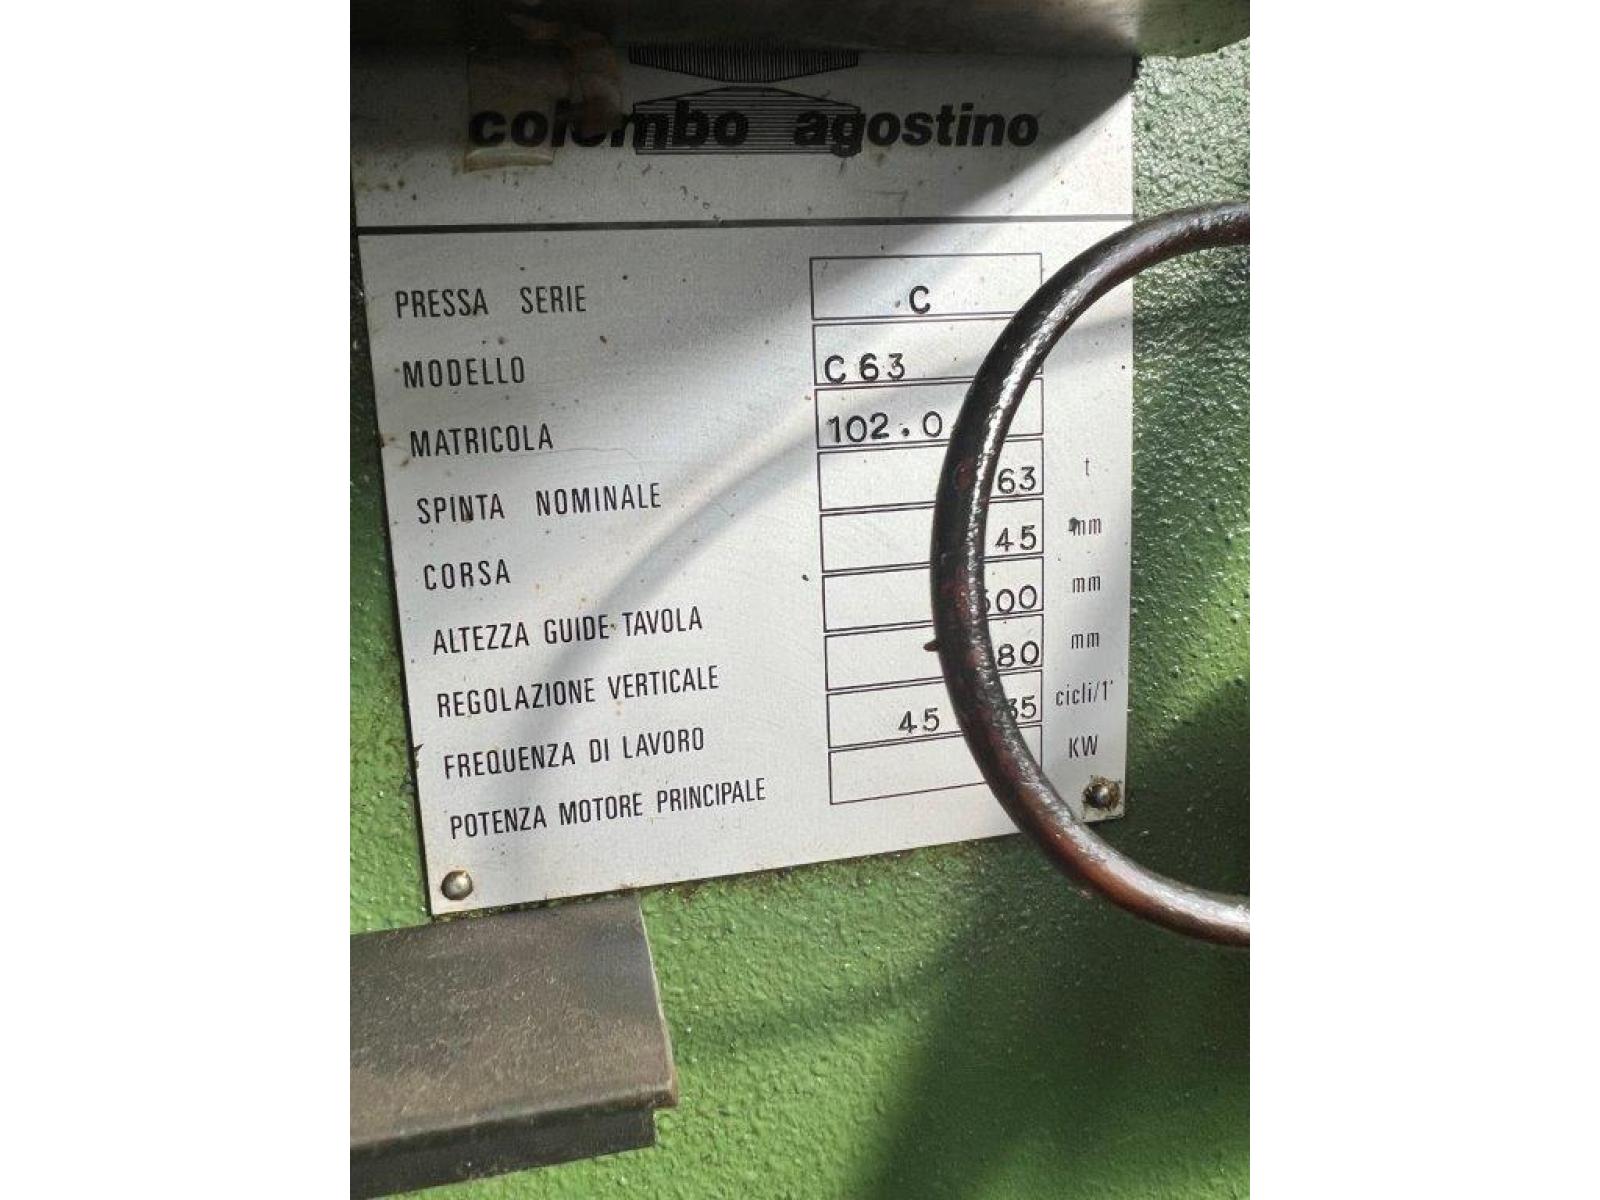 colombo agostino
PRESSA SERIE C
MODELLO C 63
MATRICOLA 102.0
SPINTA NOMINALE 63 t
CORSA 45 mm
ALTEZZA GUIDE-TAVOLA mm
REGOLAZIONE VERTICALE 80 mm
FREQUENZA DI LAVORO 45 cicli/1'
POTENZA MOTORE PRINCIPALE KW